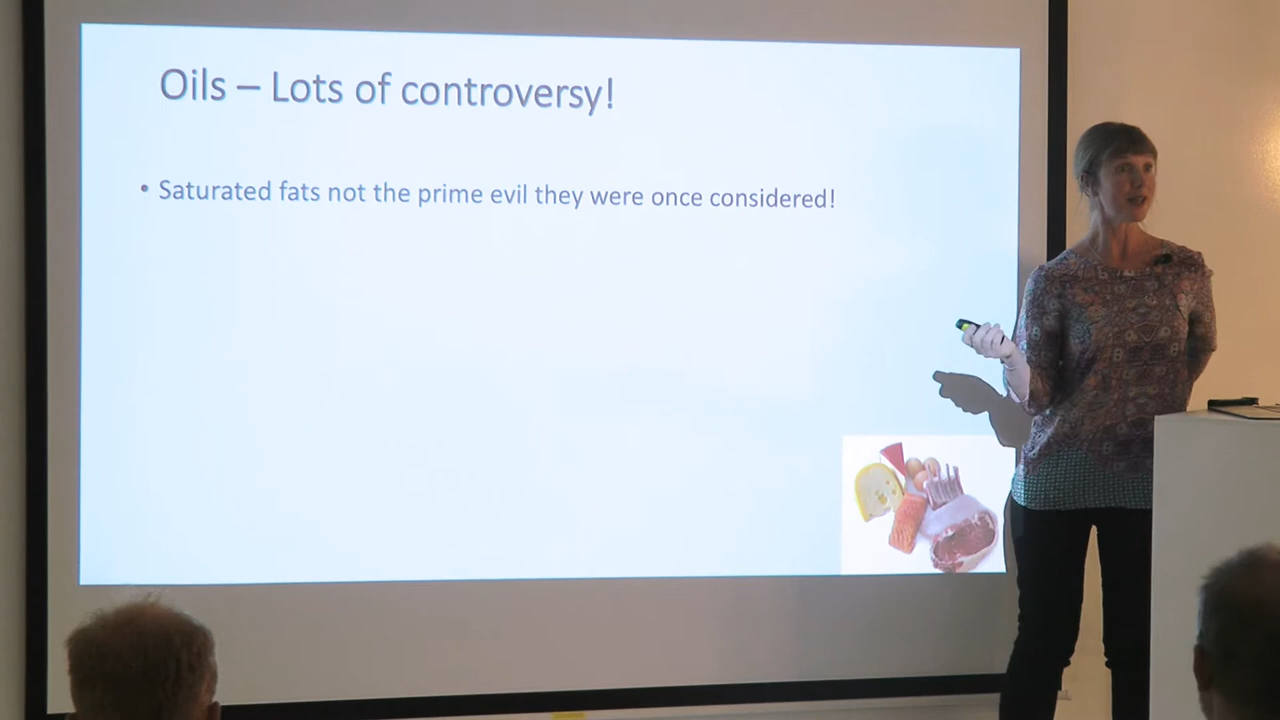 Oils – Lots of controversy!
• Saturated fats not the prime evil they were once considered!